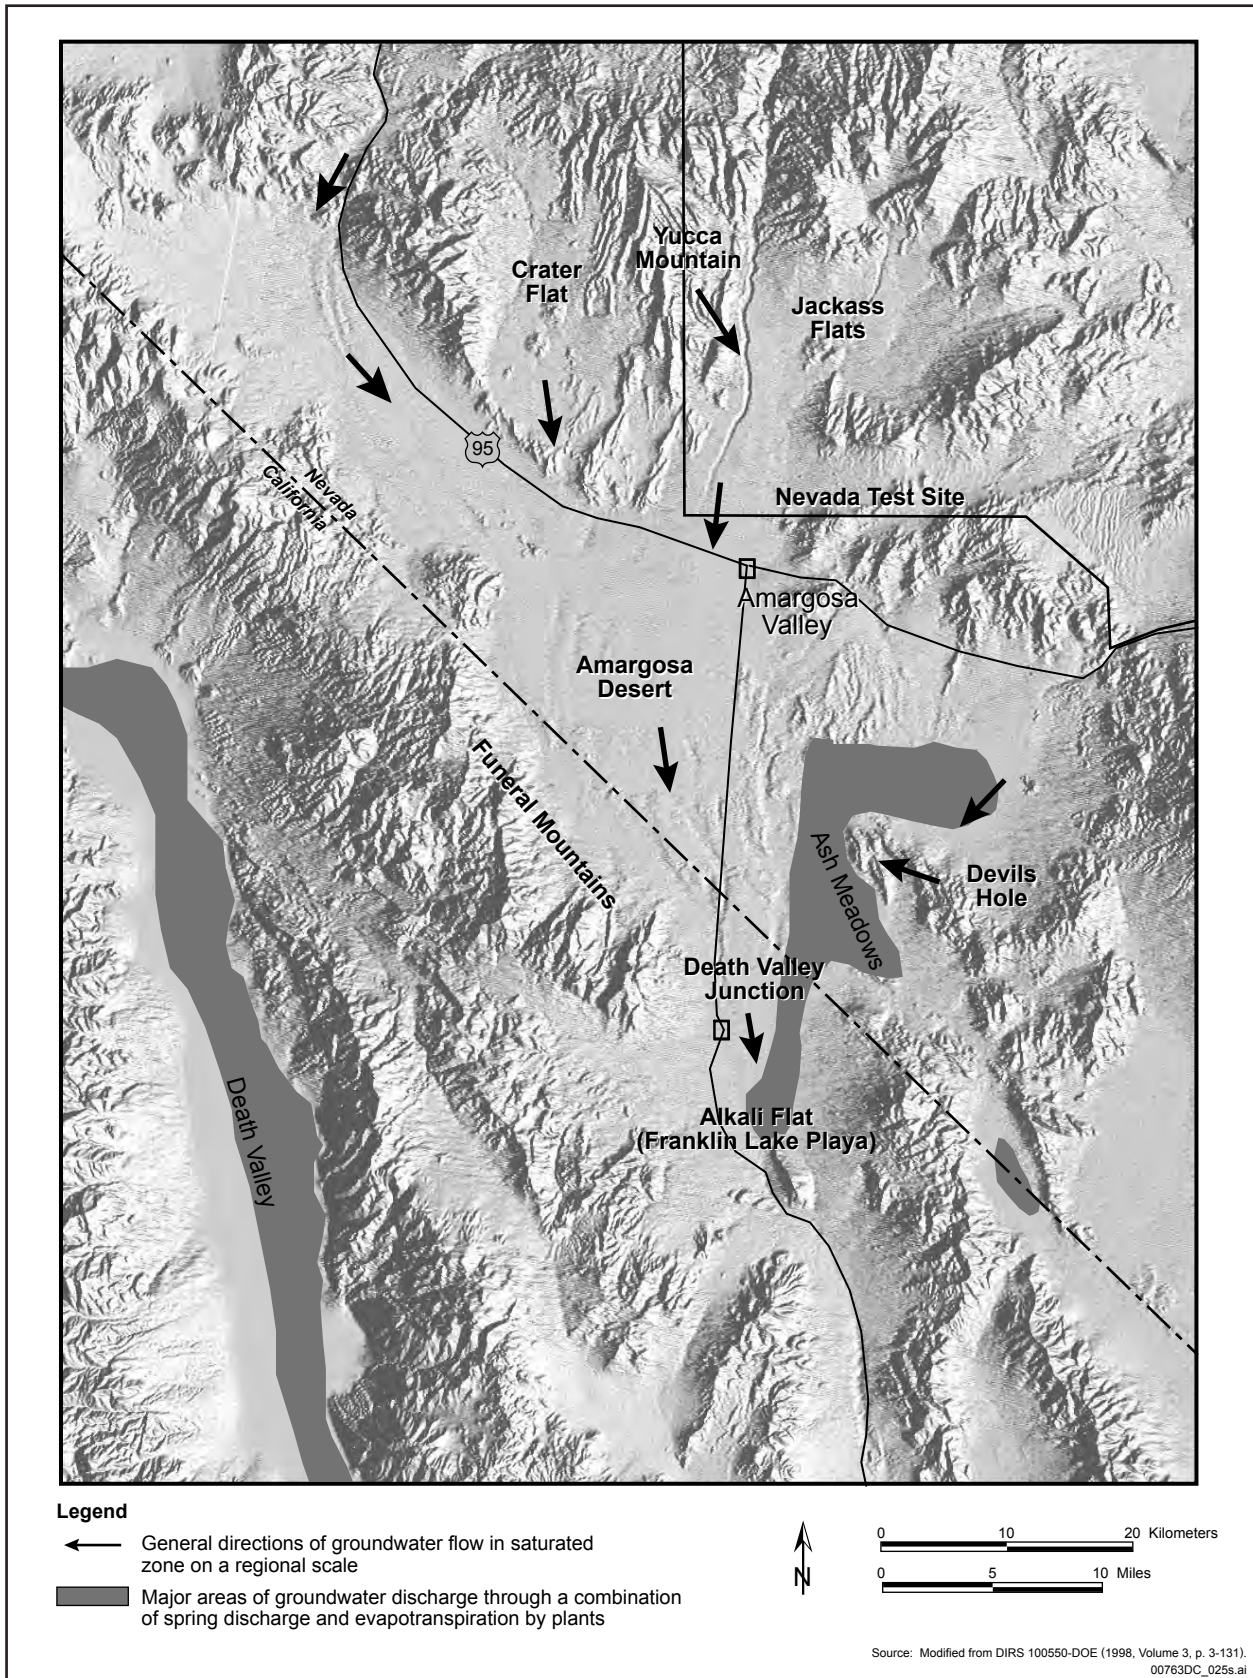 Yucca
Mountain
Crater
Flat
Jackass
Flats
95
Nevada
California
Nevada Test Site
Amargosa
Valley
Amargosa
Desert
Funeral Mountains
Ash Meadows
Devils
Hole
Death Valley
Junction
Death Valley
Alkali Flat
(Franklin Lake Playa)
Legend
General directions of groundwater flow in saturated
zone on a regional scale
Major areas of groundwater discharge through a combination
of spring discharge and evapotranspiration by plants
N
0 10 20 Kilometers
0 5 10 Miles
Source: Modified from DIRS 100550-DOE (1998, Volume 3, p. 3-131).
00763DC_025s.ai